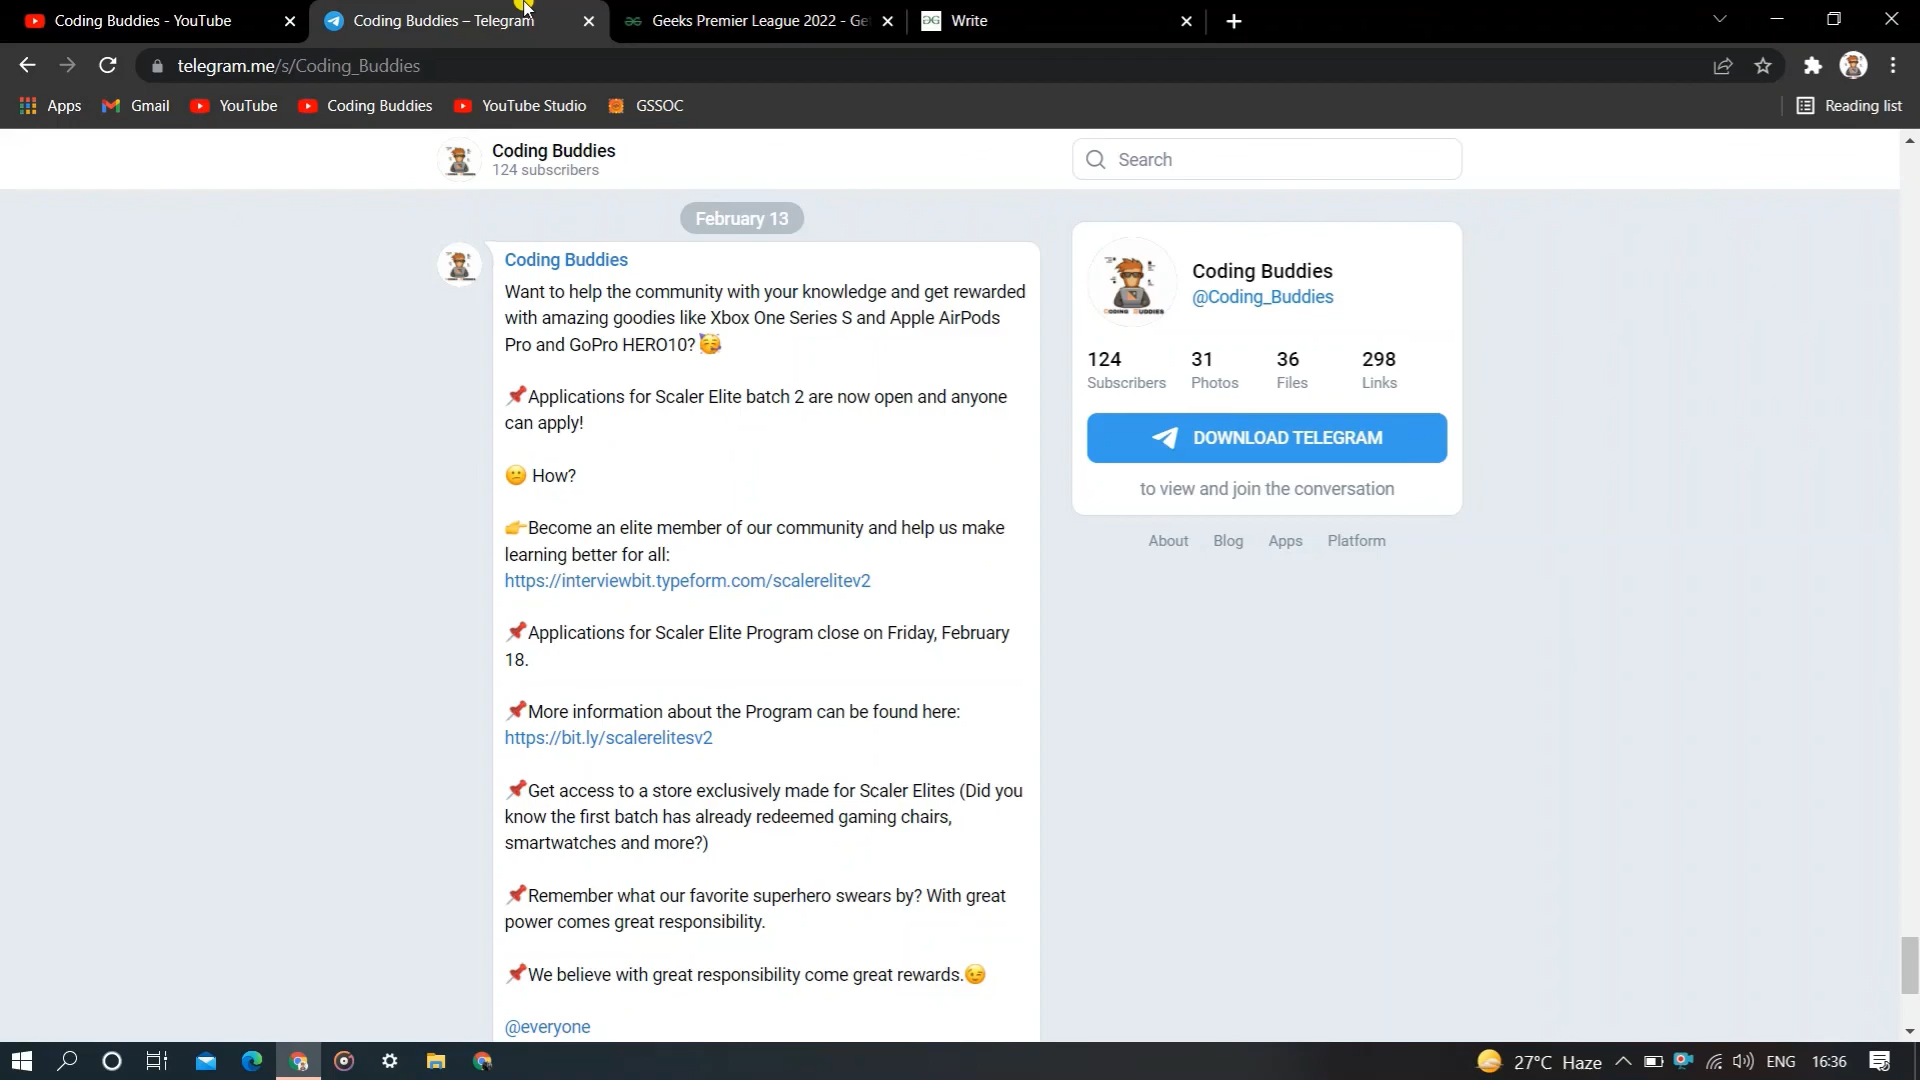 Coding Buddies - YouTube
Coding Buddies – Telegram
Geeks Premier League 2022 - Ge
Write
telegram.me/s/Coding_Buddies
Apps
Gmail
YouTube
Coding Buddies
YouTube Studio
GSSOC
Reading list
Coding Buddies
124 subscribers
Search
February 13
Coding Buddies
Want to help the community with your knowledge and get rewarded
with amazing goodies like Xbox One Series S and Apple AirPods
Pro and GoPro HERO10? 🥳
📌Applications for Scaler Elite batch 2 are now open and anyone
can apply!
😕 How?
👉Become an elite member of our community and help us make
learning better for all:
https://interviewbit.typeform.com/scalerelitev2
📌Applications for Scaler Elite Program close on Friday, February
18.
📌More information about the Program can be found here:
https://bit.ly/scalerelitesv2
📌Get access to a store exclusively made for Scaler Elites (Did you
know the first batch has already redeemed gaming chairs,
smartwatches and more?)
📌Remember what our favorite superhero swears by? With great
power comes great responsibility.
📌We believe with great responsibility come great rewards.😉
@everyone
Coding Buddies
@Coding_Buddies
CODING BUDDIES
124
Subscribers
31
Photos
36
Files
298
Links
DOWNLOAD TELEGRAM
to view and join the conversation
About
Blog
Apps
Platform
27°C Haze
ENG
16:36